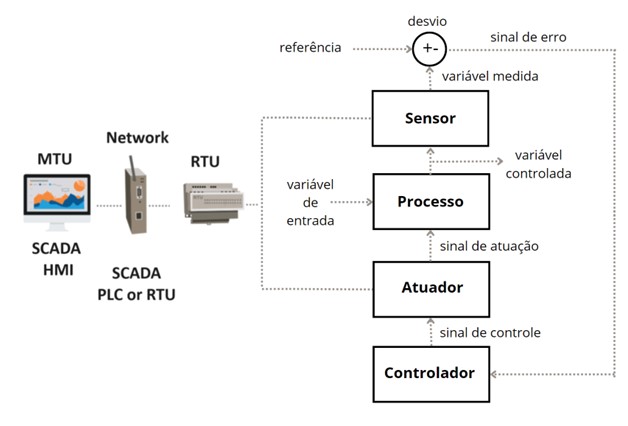 desvio
referência
+-
sinal de erro
variável medida
Sensor
Network
MTU
RTU
variável
controlada
variável
de
entrada
Processo
SCADA
HMI
SCADA
PLC or RTU
sinal de atuação
Atuador
sinal de controle
Controlador